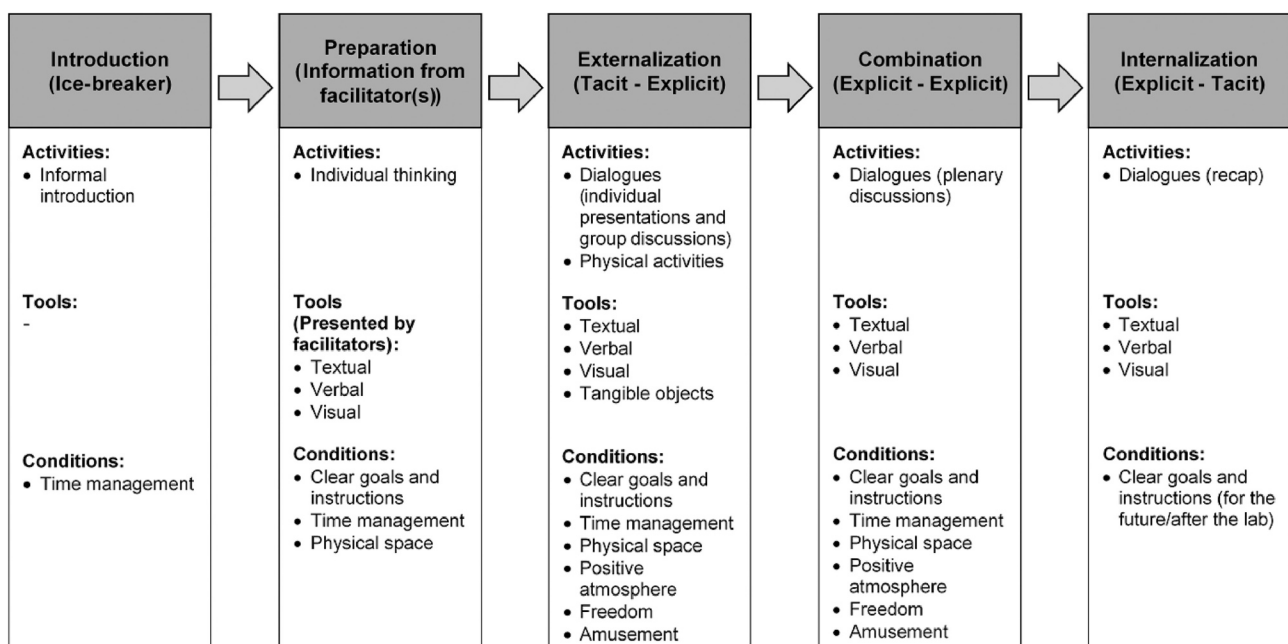 Introduction
(Ice-breaker)
Activities:
• Informal
introduction
Tools:
-
Conditions:
• Time management
Preparation
(Information from
facilitator(s))
Activities:
• Individual thinking
Tools
(Presented by
facilitators):
• Textual
• Verbal
• Visual
Conditions:
• Clear goals and
instructions
• Time management
• Physical space
Externalization
(Tacit - Explicit)
Activities:
• Dialogues
(individual
presentations and
group discussions)
• Physical activities
Tools:
• Textual
• Verbal
• Visual
• Tangible objects
Conditions:
• Clear goals and
instructions
• Time management
• Physical space
• Positive
atmosphere
• Freedom
• Amusement
Combination
(Explicit - Explicit)
Activities:
• Dialogues (plenary
discussions)
Tools:
• Textual
• Verbal
• Visual
Conditions:
• Clear goals and
instructions
• Time management
• Physical space
• Positive
atmosphere
• Freedom
• Amusement
Internalization
(Explicit - Tacit)
Activities:
• Dialogues (recap)
Tools:
• Textual
• Verbal
• Visual
Conditions:
• Clear goals and
instructions (for the
future/after the lab)